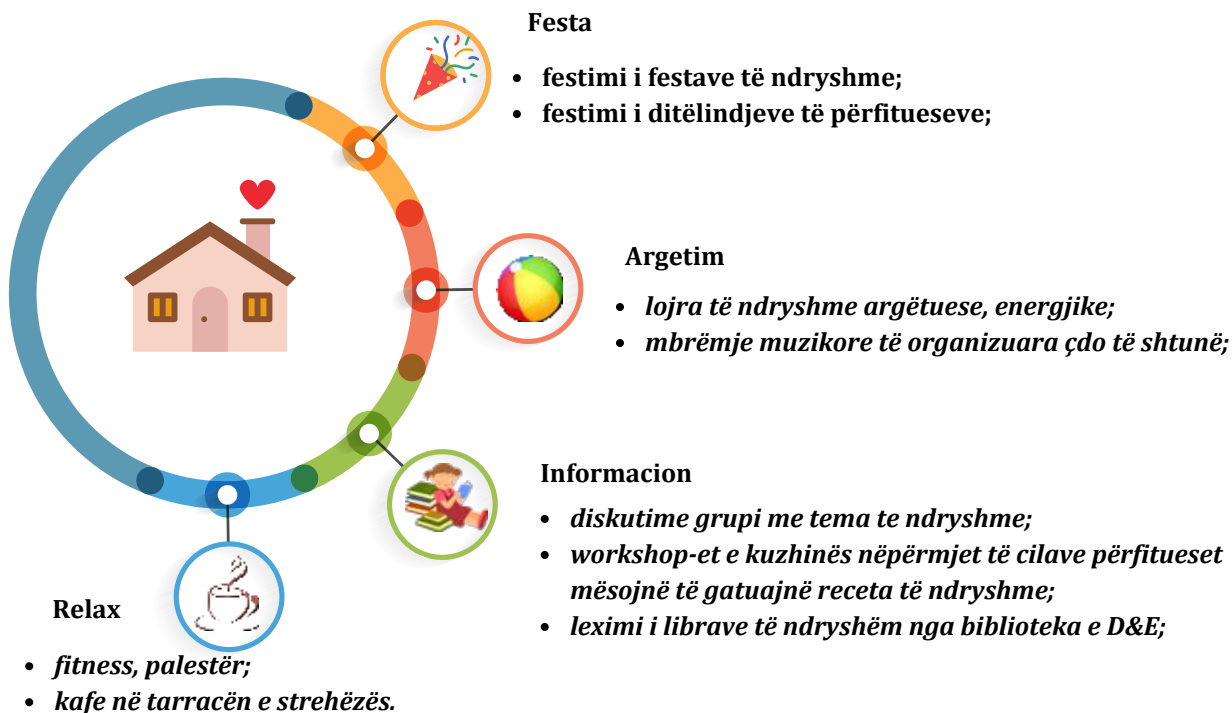 Festa
• festimi i festave të ndryshme;
• festimi i ditëlindjeve të përfitueseve;
Argetim
• lojra të ndryshme argëtuese, energjike;
• mbrëmje muzikore të organizuara çdo të shtunë;
Informacion
• diskutime grupi me tema te ndryshme;
• workshop-et e kuzhinës nëpërmjet të cilave përfitueset
mësojnë të gatuajnë receta të ndryshme;
• leximi i librave të ndryshëm nga biblioteka e D&E;
Relax
• fitness, palestër;
• kafe në tarracën e strehëzës.